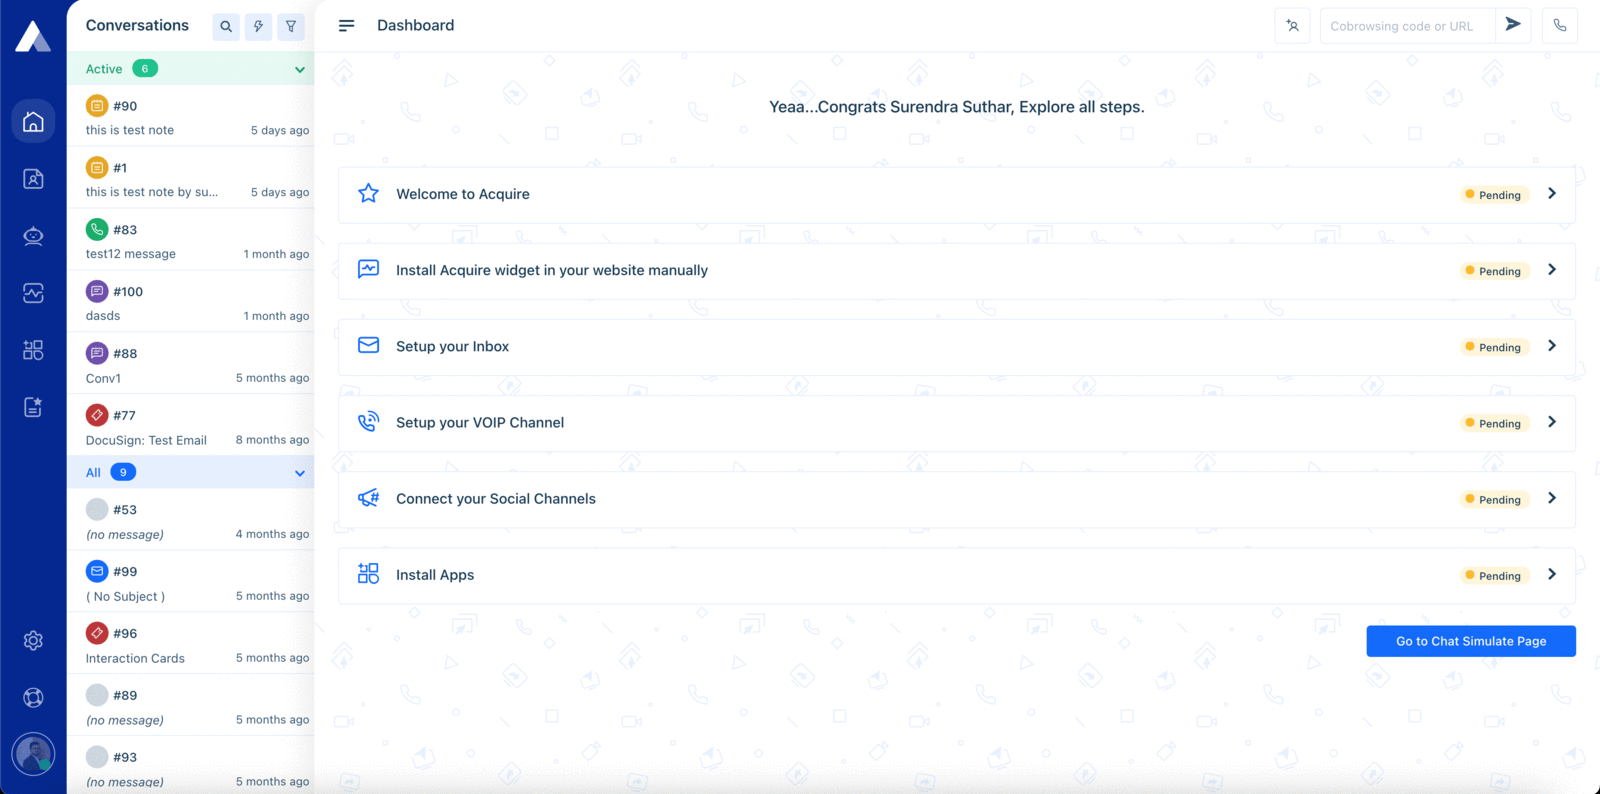 Conversations
Active 6
#90
this is test note 5 days ago
#1
this is test note by su... 5 days ago
#83
test12 message 1 month ago
#100
dasds 1 month ago
#88
Conv1 5 months ago
#77
DocuSign: Test Email 8 months ago
All 9
#53
(no message) 4 months ago
#99
( No Subject ) 5 months ago
#96
Interaction Cards 5 months ago
#89
(no message) 5 months ago
#93
(no message) 5 months ago
Dashboard
Cobrowsing code or URL
Yeaa...Congrats Surendra Suthar, Explore all steps.
Welcome to Acquire Pending
Install Acquire widget in your website manually Pending
Setup your Inbox Pending
Setup your VOIP Channel Pending
Connect your Social Channels Pending
Install Apps Pending
Go to Chat Simulate Page